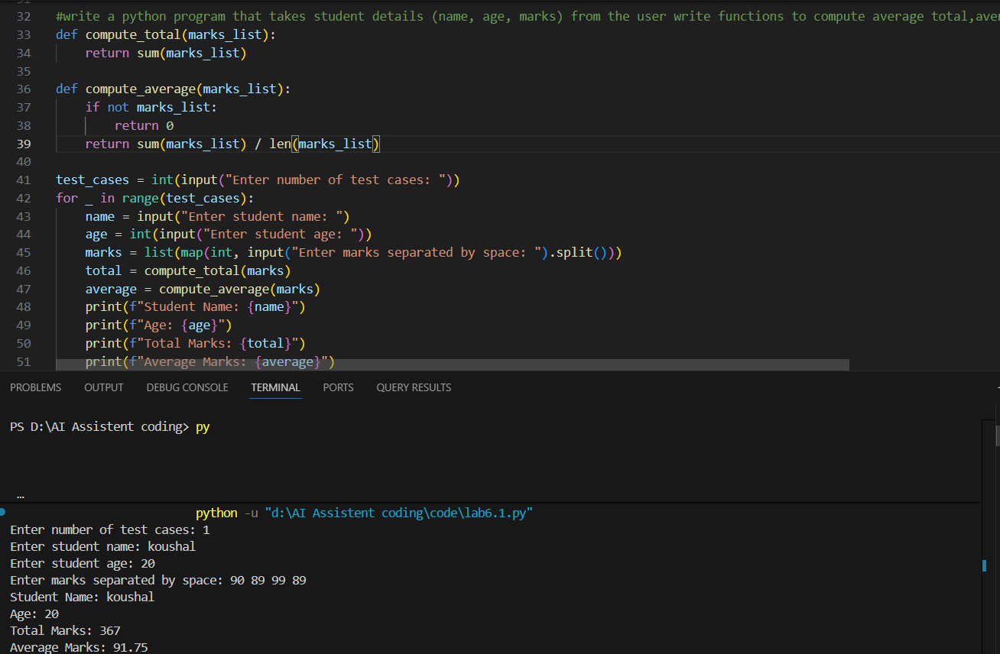 32 #write a python program that takes student details (name, age, marks) from the user write functions to compute average total,
33 def compute_total(marks_list):
34     return sum(marks_list)
35
36 def compute_average(marks_list):
37     if not marks_list:
38         return 0
39     return sum(marks_list) / len(marks_list)
40
41 test_cases = int(input("Enter number of test cases: "))
42 for _ in range(test_cases):
43     name = input("Enter student name: ")
44     age = int(input("Enter student age: "))
45     marks = list(map(int, input("Enter marks separated by space: ").split()))
46     total = compute_total(marks)
47     average = compute_average(marks)
48     print(f"Student Name: {name}")
49     print(f"Age: {age}")
50     print(f"Total Marks: {total}")
51     print(f"Average Marks: {average}")
PROBLEMS OUTPUT DEBUG CONSOLE TERMINAL PORTS QUERY RESULTS
PS D:\AI Assistent coding> py
...
python -u "d:\AI Assistent coding\code\lab6.1.py"
Enter number of test cases: 1
Enter student name: koushal
Enter student age: 20
Enter marks separated by space: 90 89 99 89
Student Name: koushal
Age: 20
Total Marks: 367
Average Marks: 91.75